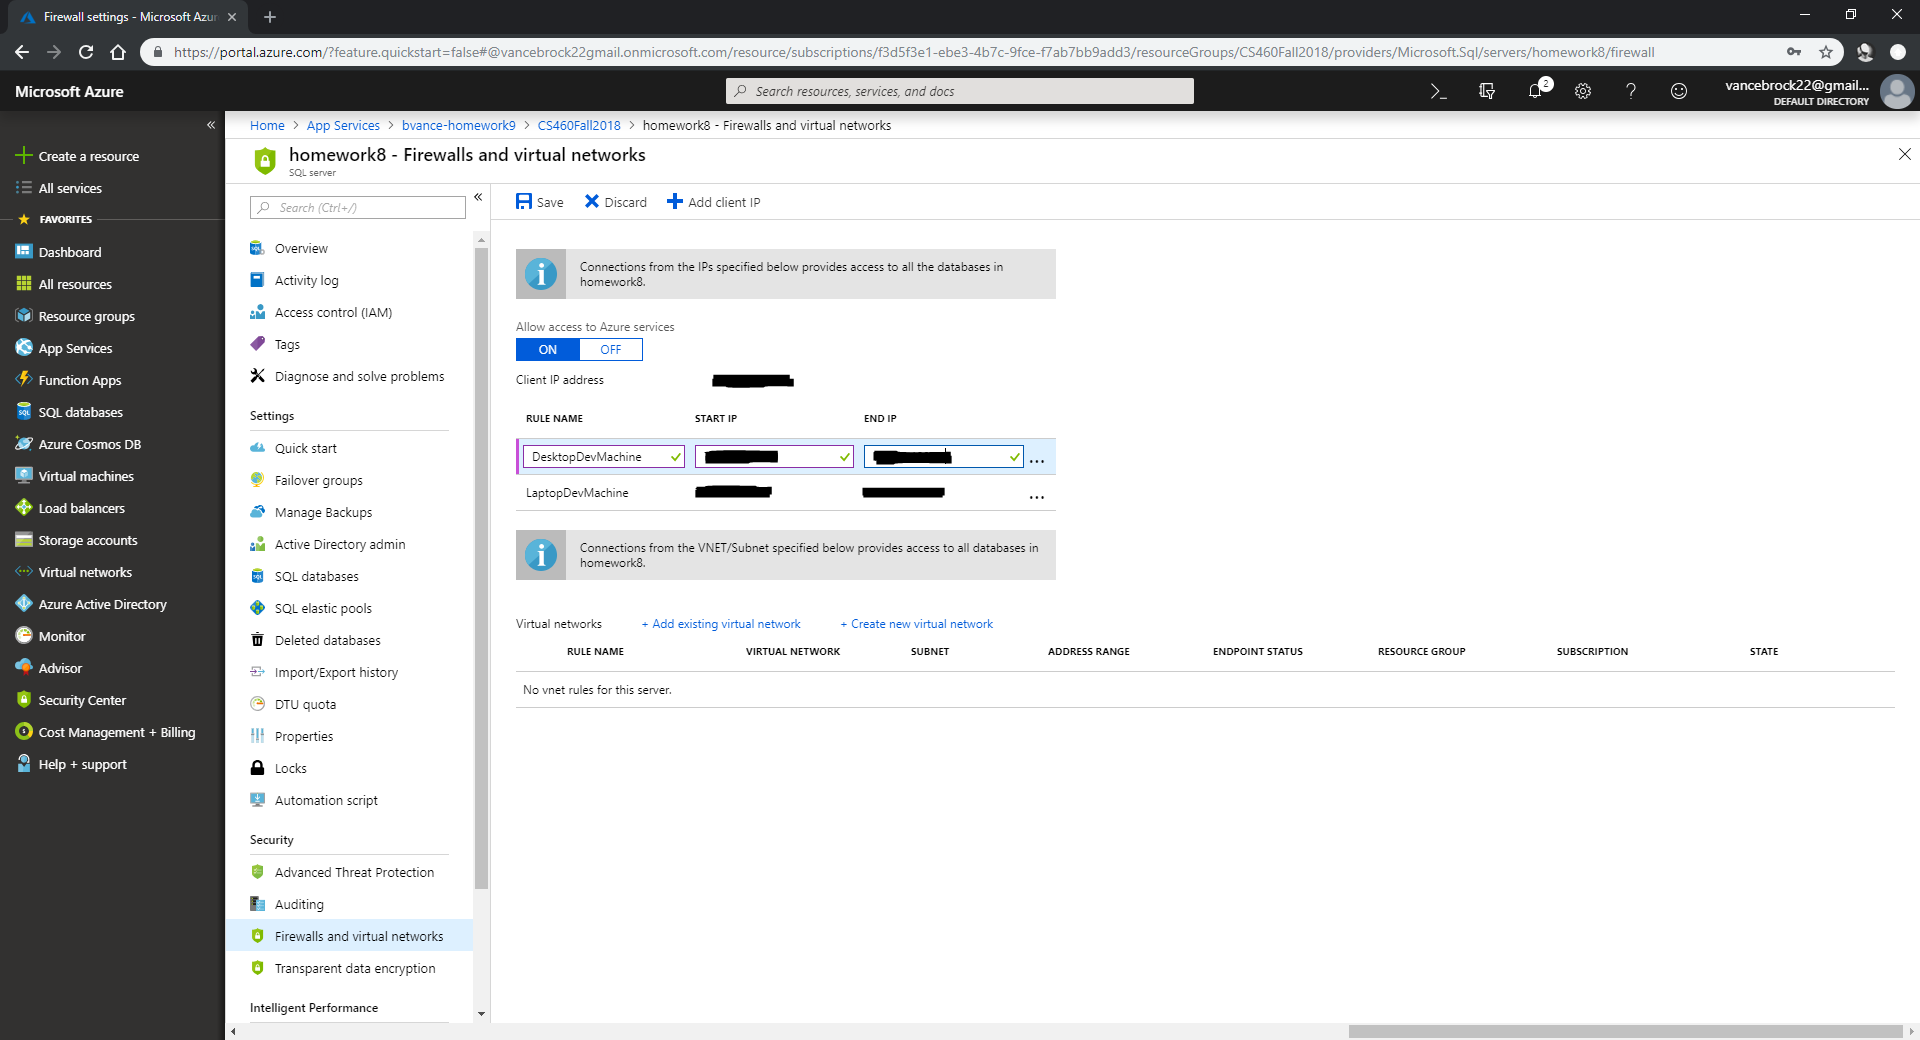 Firewall settings - Microsoft Azur
https://portal.azure.com/?feature.quickstart=false#@vancebrock22gmail.onmicrosoft.com/resource/subscriptions/f3d5f3e1-ebe3-4b7c-9fce-f7ab7bb9add3/resourceGroups/CS460Fall2018/providers/Microsoft.Sql/servers/homework8/firewall
Microsoft Azure
Search resources, services, and docs
2
vancebrock22@gmail...
DEFAULT DIRECTORY
Create a resource
All services
FAVORITES
Dashboard
All resources
Resource groups
App Services
Function Apps
SQL databases
Azure Cosmos DB
Virtual machines
Load balancers
Storage accounts
Virtual networks
Azure Active Directory
Monitor
Advisor
Security Center
Cost Management + Billing
Help + support
Home > App Services > bvance-homework9 > CS460Fall2018 > homework8 - Firewalls and virtual networks
homework8 - Firewalls and virtual networks
SQL server
Search (Ctrl+/)
Overview
Activity log
Access control (IAM)
Tags
Diagnose and solve problems
Settings
Quick start
Failover groups
Manage Backups
Active Directory admin
SQL databases
SQL elastic pools
Deleted databases
Import/Export history
DTU quota
Properties
Locks
Automation script
Security
Advanced Threat Protection
Auditing
Firewalls and virtual networks
Transparent data encryption
Intelligent Performance
Save Discard Add client IP
Connections from the IPs specified below provides access to all the databases in
homework8.
Allow access to Azure services
ON OFF
Client IP address
RULE NAME START IP END IP
DesktopDevMachine ...
LaptopDevMachine ...
Connections from the VNET/Subnet specified below provides access to all databases in
homework8.
Virtual networks + Add existing virtual network + Create new virtual network
RULE NAME VIRTUAL NETWORK SUBNET ADDRESS RANGE ENDPOINT STATUS RESOURCE GROUP SUBSCRIPTION STATE
No vnet rules for this server.